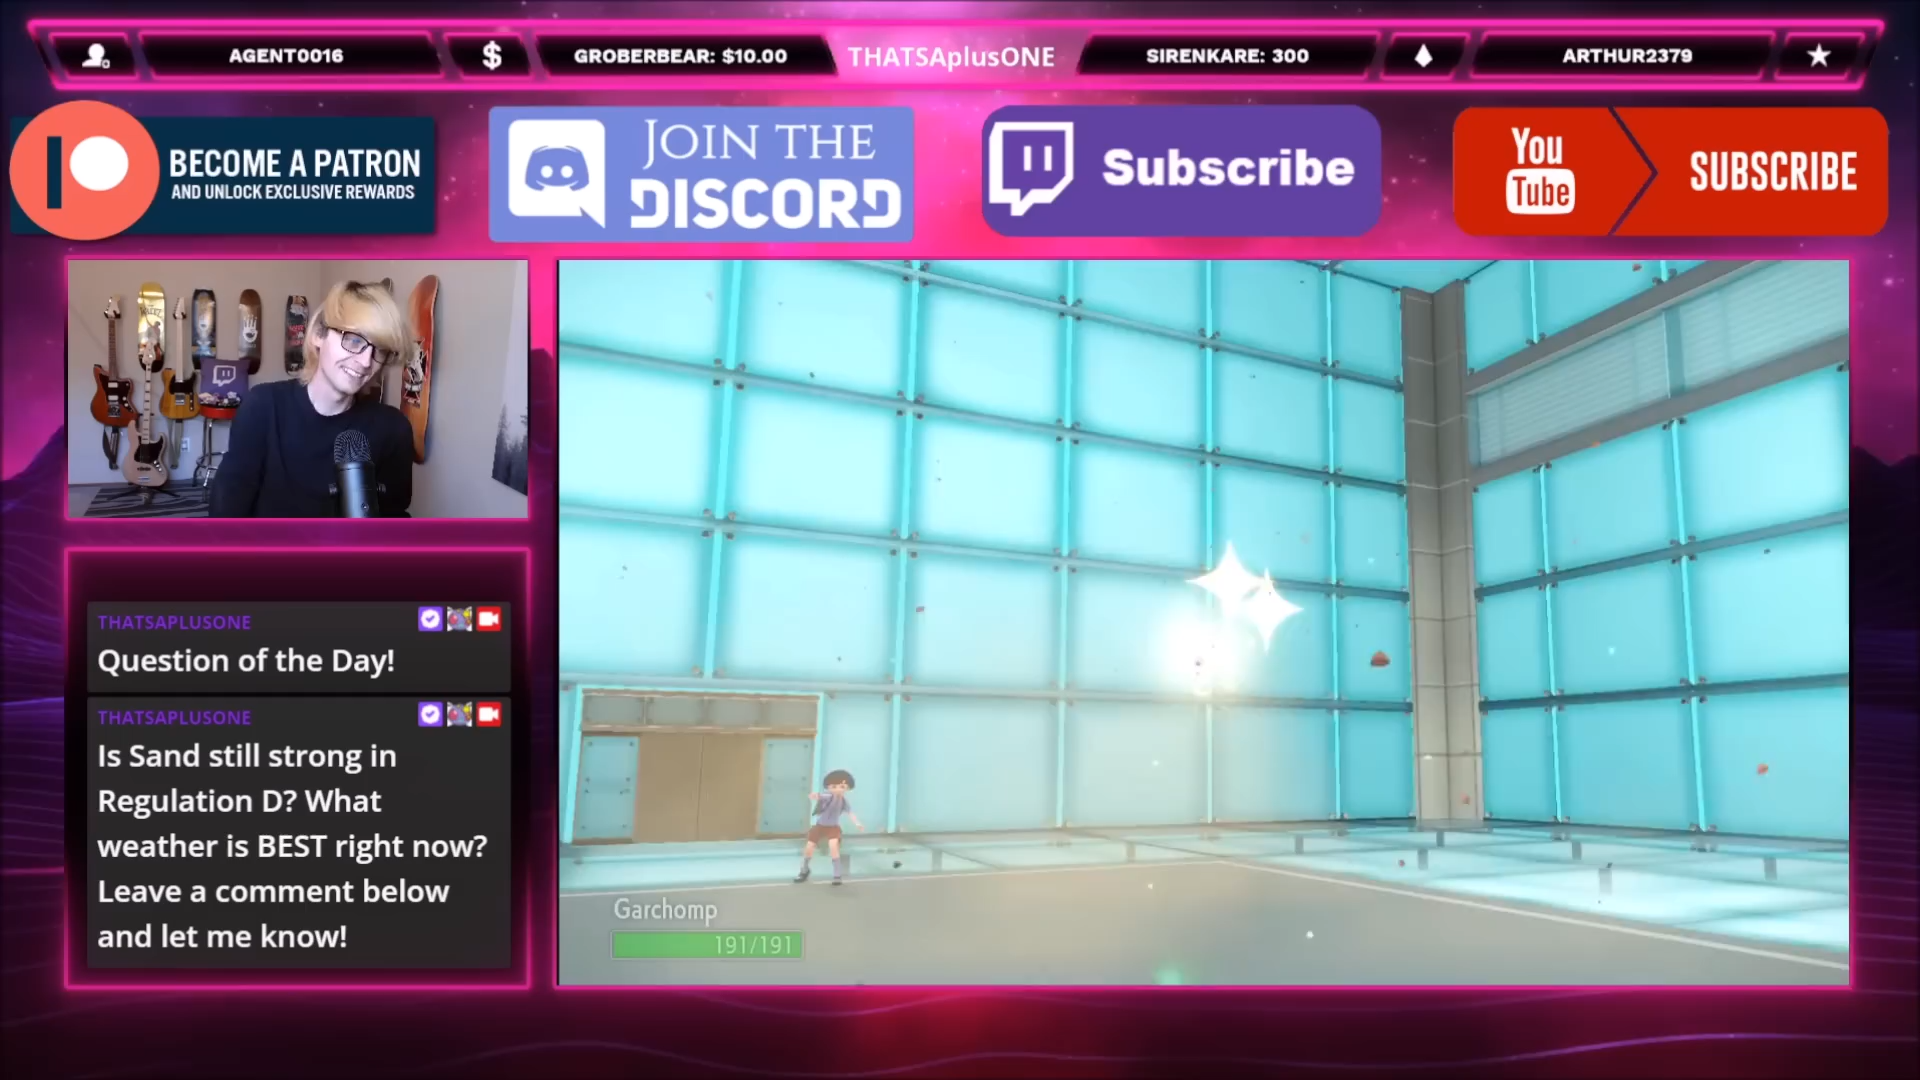 AGENT0016
$
GROBERBEAR: $10.00
THATSAplusONE
SIRENKARE: 300
ARTHUR2379
BECOME A PATRON
AND UNLOCK EXCLUSIVE REWARDS
JOIN THE
DISCORD
Subscribe
You
Tube
SUBSCRIBE
THATSAPLUSONE
Question of the Day!
THATSAPLUSONE
Is Sand still strong in
Regulation D? What
weather is BEST right now?
Leave a comment below
and let me know!
Garchomp
191/191